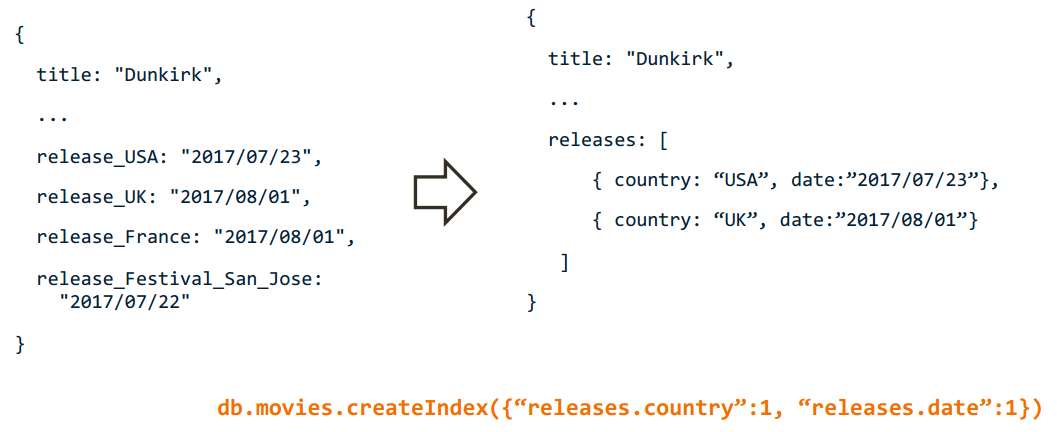 {
title: "Dunkirk",
...
release_USA: "2017/07/23",
release_UK: "2017/08/01",
release_France: "2017/08/01",
release_Festival_San_Jose:
"2017/07/22"
}
{
title: "Dunkirk",
...
releases: [
{ country: “USA”, date:”2017/07/23”},
{ country: “UK”, date:”2017/08/01”}
]
}
db.movies.createIndex({“releases.country”:1, “releases.date”:1})